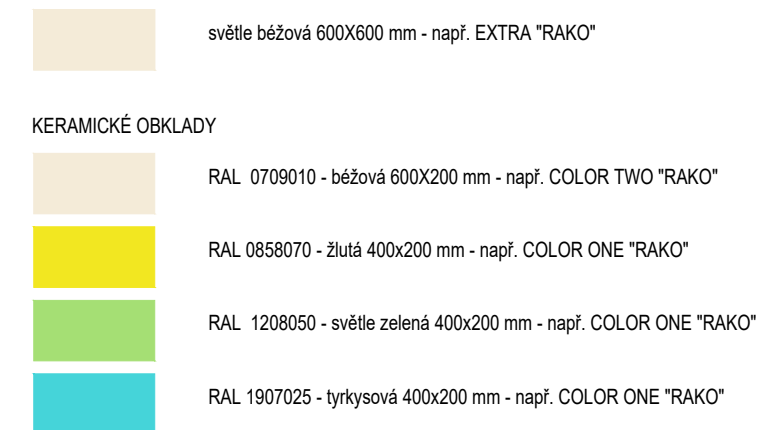 světle béžová 600X600 mm - např. EXTRA "RAKO"
KERAMICKÉ OBKLADY
RAL  0709010 - béžová 600X200 mm - např. COLOR TWO "RAKO"
RAL 0858070 - žlutá 400x200 mm - např. COLOR ONE "RAKO"
RAL  1208050 - světle zelená 400x200 mm - např. COLOR ONE "RAKO"
RAL 1907025 - tyrkysová 400x200 mm - např. COLOR ONE "RAKO"